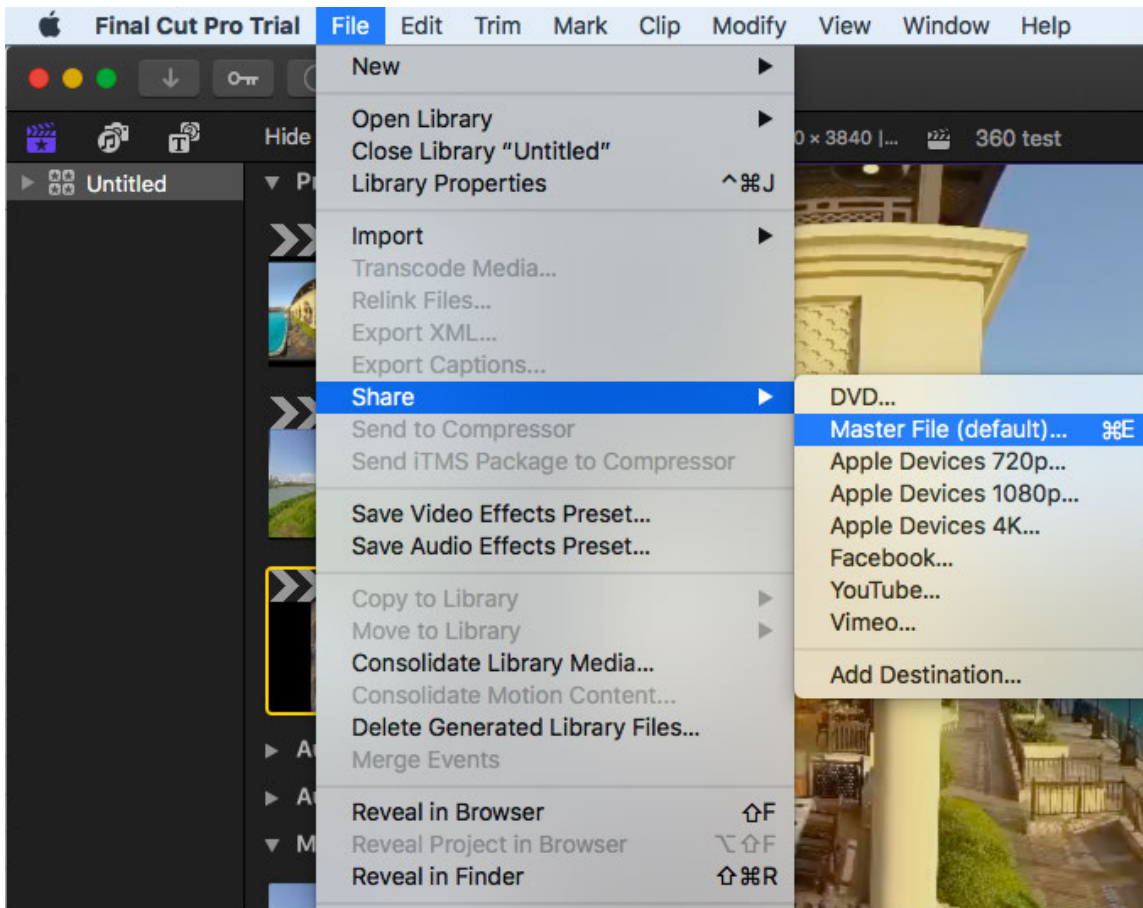 Final Cut Pro Trial File Edit Trim Mark Clip Modify View Window Help
Hide
0 × 3840 |... 360 test
Untitled
New
Open Library
Close Library “Untitled”
Library Properties ^⌘J
Import
Transcode Media...
Relink Files...
Export XML...
Export Captions...
Share
Send to Compressor
Send iTMS Package to Compressor
Save Video Effects Preset...
Save Audio Effects Preset...
Copy to Library
Move to Library
Consolidate Library Media...
Consolidate Motion Content...
Delete Generated Library Files...
Merge Events
Reveal in Browser ⇧F
Reveal Project in Browser ⌥⇧F
Reveal in Finder ⇧⌘R
DVD...
Master File (default)... ⌘E
Apple Devices 720p...
Apple Devices 1080p...
Apple Devices 4K...
Facebook...
YouTube...
Vimeo...
Add Destination...